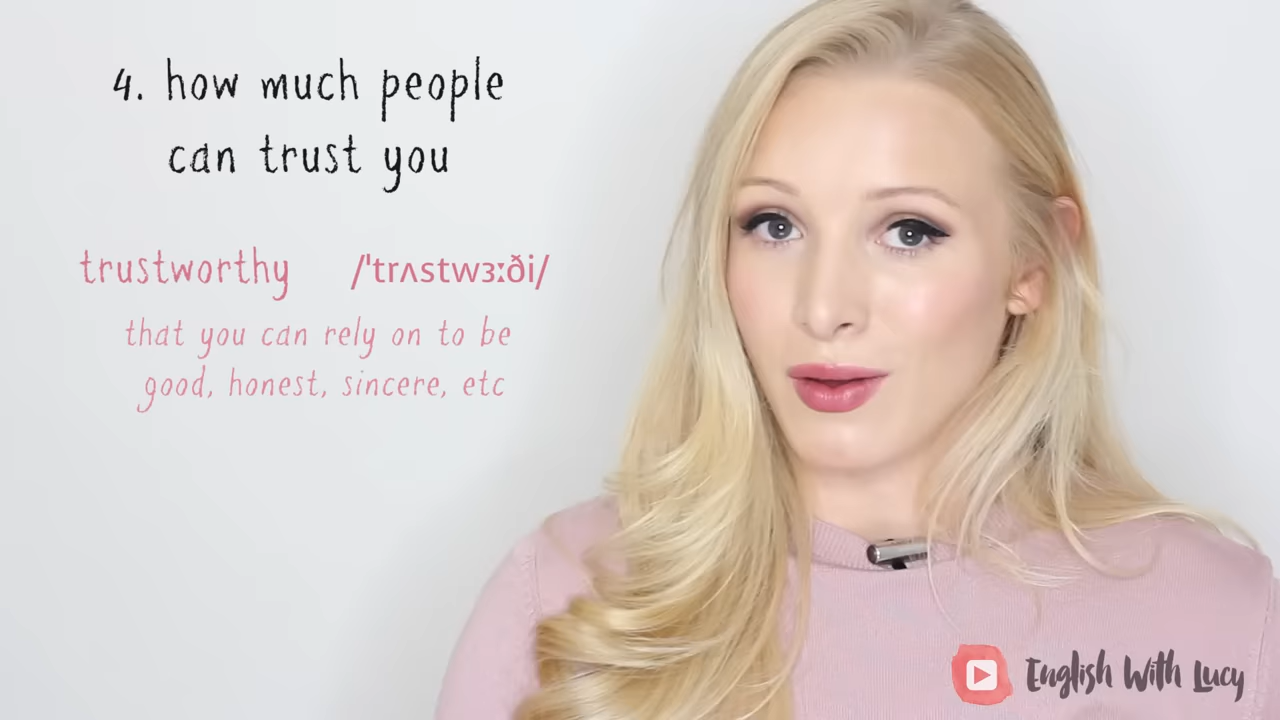 4. how much people
can trust you
trustworthy /ˈtrʌstwɜːði/
that you can rely on to be
good, honest, sincere, etc
English With Lucy